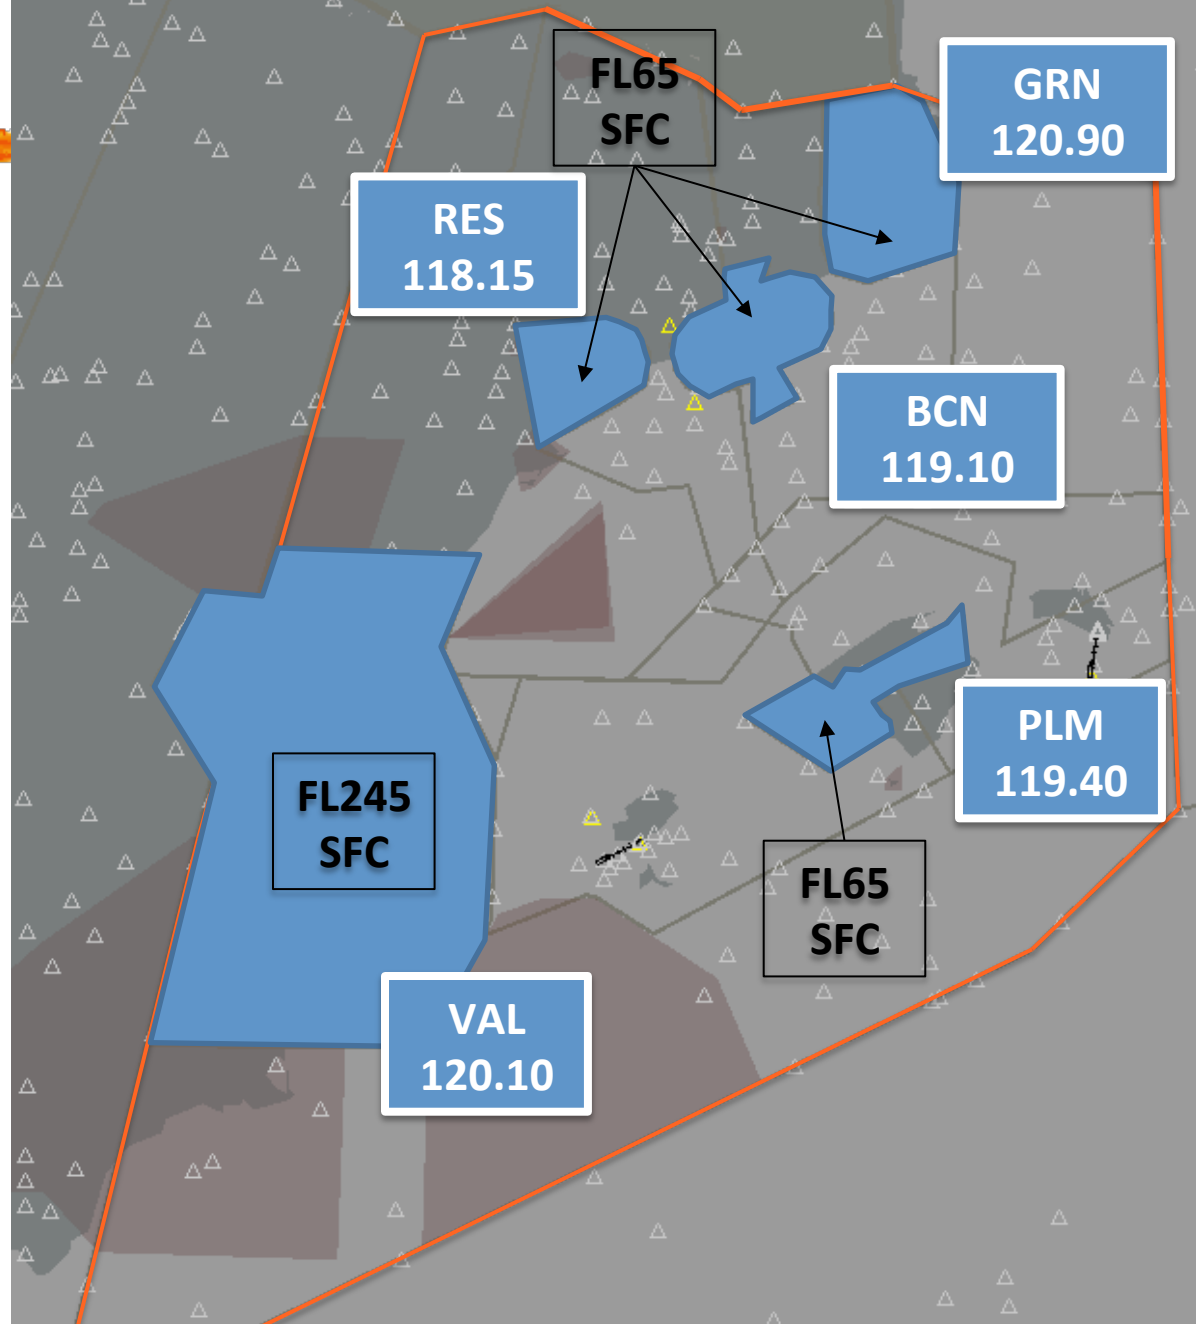 FL65
SFC
GRN
120.90
RES
118.15
BCN
119.10
PLM
119.40
FL245
SFC
FL65
SFC
VAL
120.10